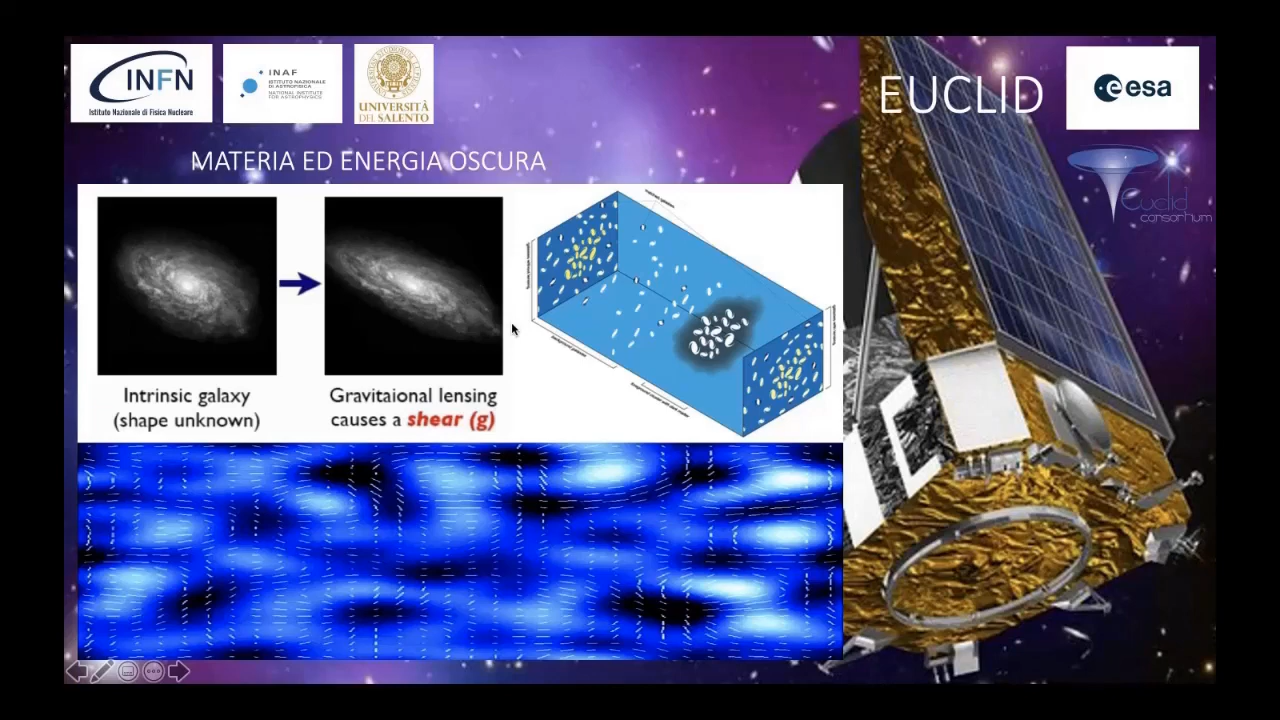 INFN
Istituto Nazionale di Fisica Nucleare
INAF
ISTITUTO NAZIONALE
DI ASTROFISICA
NATIONAL INSTITUTE
FOR ASTROPHYSICS
UNIVERSITÀ
DEL SALENTO
EUCLID
esa
MATERIA ED ENERGIA OSCURA
Euclid
consortium
Intrinsic galaxy
(shape unknown)
Gravitaional lensing
causes a shear (g)